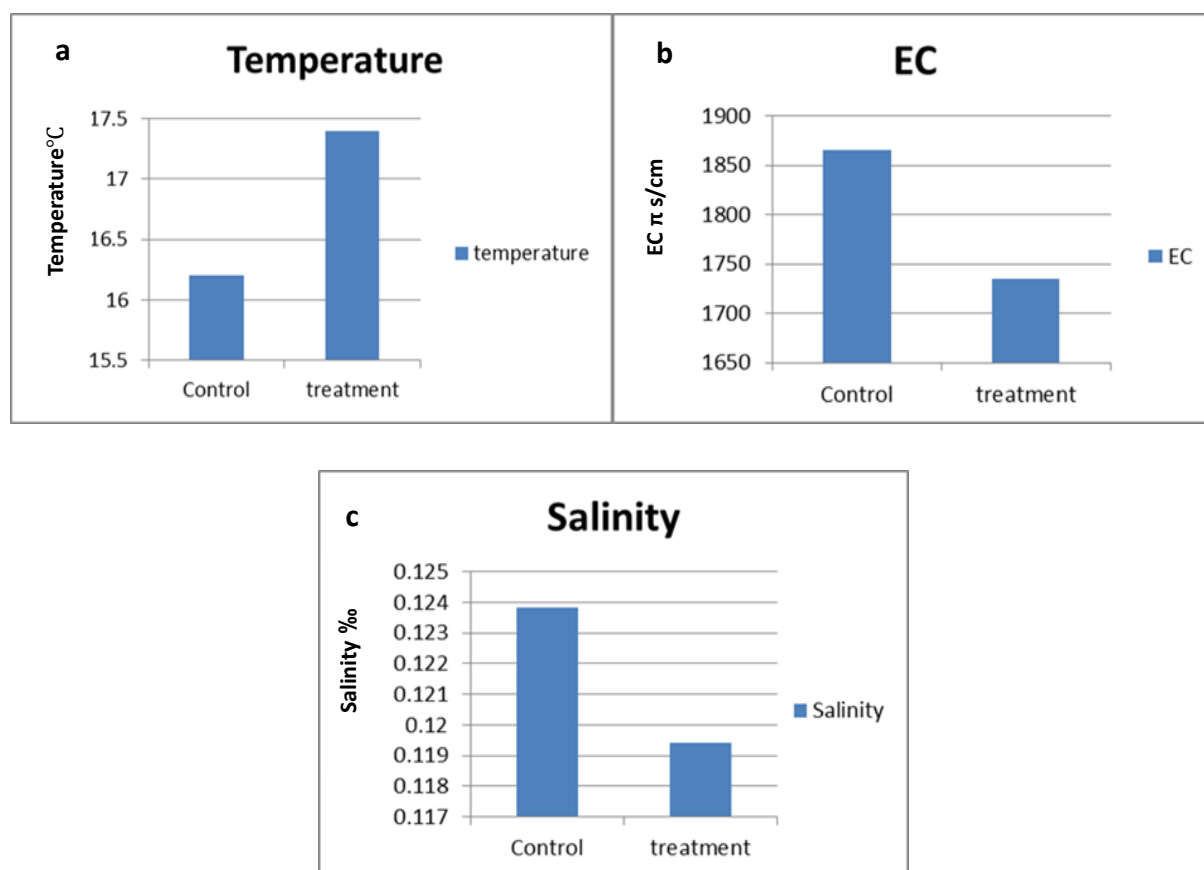 a
Temperature
Temperature°C
17.5
17
16.5
16
15.5
Control
treatment
temperature
b
EC
EC π s/cm
1900
1850
1800
1750
1700
1650
Control
treatment
EC
c
Salinity
Salinity ‰
0.125
0.124
0.123
0.122
0.121
0.12
0.119
0.118
0.117
Control
treatment
Salinity